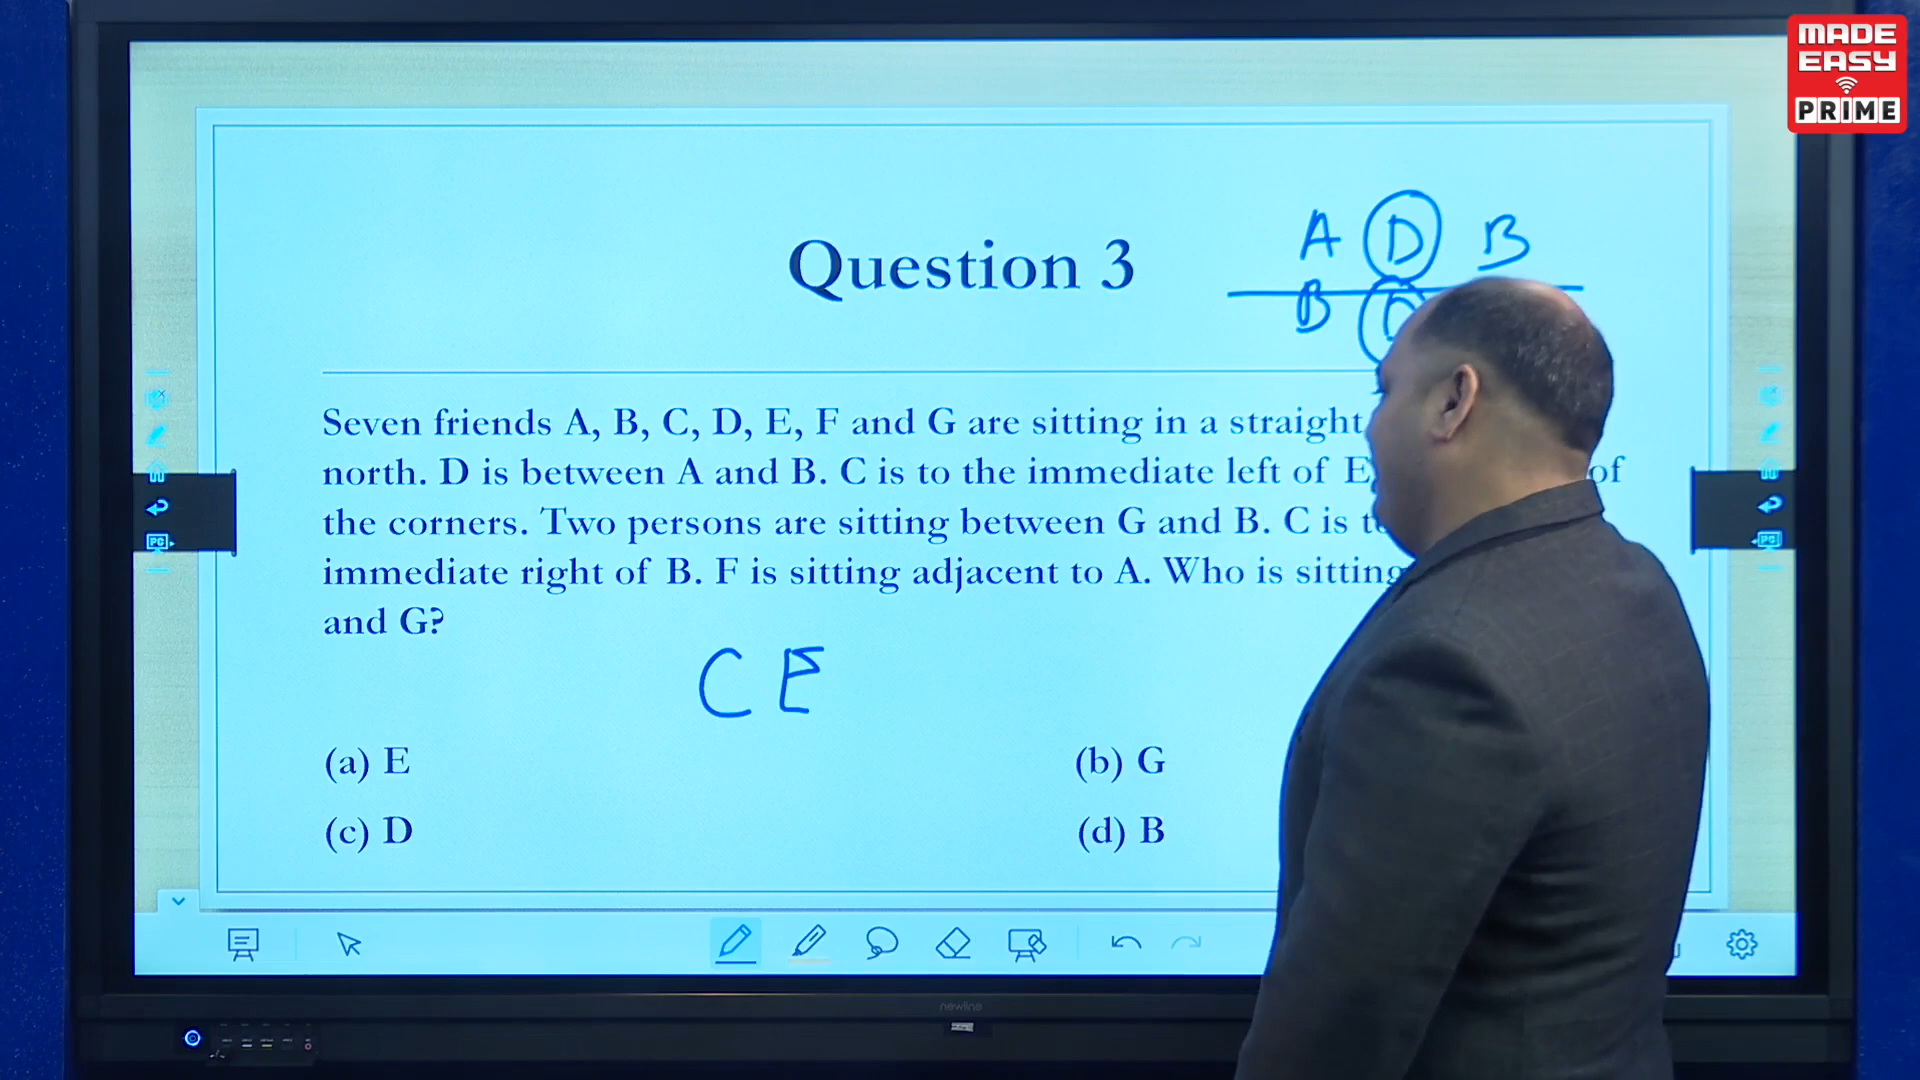 MADE
EASY
PRIME
A D B
B
Question 3
Seven friends A, B, C, D, E, F and G are sitting in a straight
north. D is between A and B. C is to the immediate left of E of
the corners. Two persons are sitting between G and B. C is
immediate right of B. F is sitting adjacent to A. Who is sitting
and G?
C E
(a) E (b) G
(c) D (d) B
newline